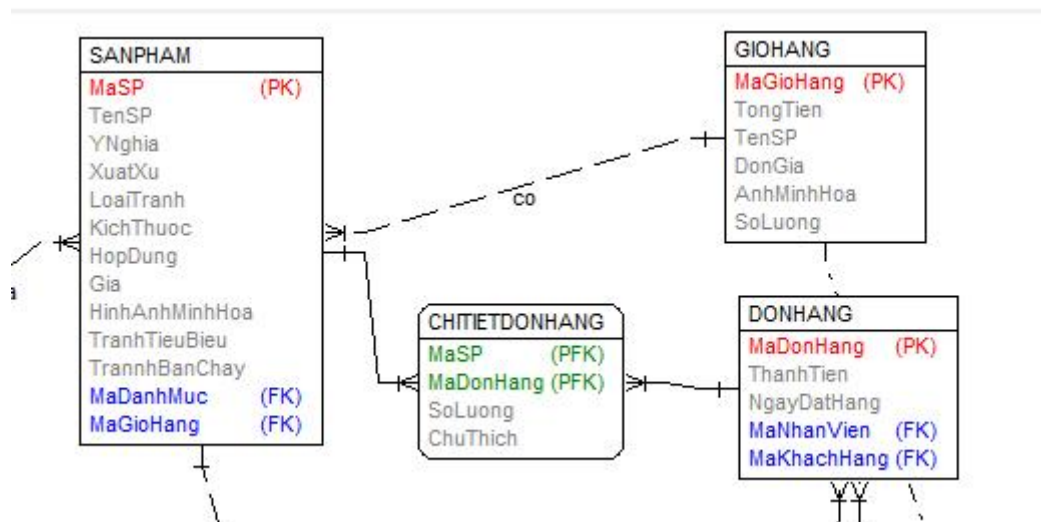 SANPHAM
MaSP (PK)
TenSP
YNghia
XuatXu
LoaiTranh
KichThuoc
HopDung
Gia
HinhAnhMinhHoa
TranhTieuBieu
TrannhBanChay
MaDanhMuc (FK)
MaGioHang (FK)
co
GIOHANG
MaGioHang (PK)
TongTien
TenSP
DonGia
AnhMinhHoa
SoLuong
CHITIETDONHANG
MaSP (PFK)
MaDonHang (PFK)
SoLuong
ChuThich
DONHANG
MaDonHang (PK)
ThanhTien
NgayDatHang
MaNhanVien (FK)
MaKhachHang (FK)